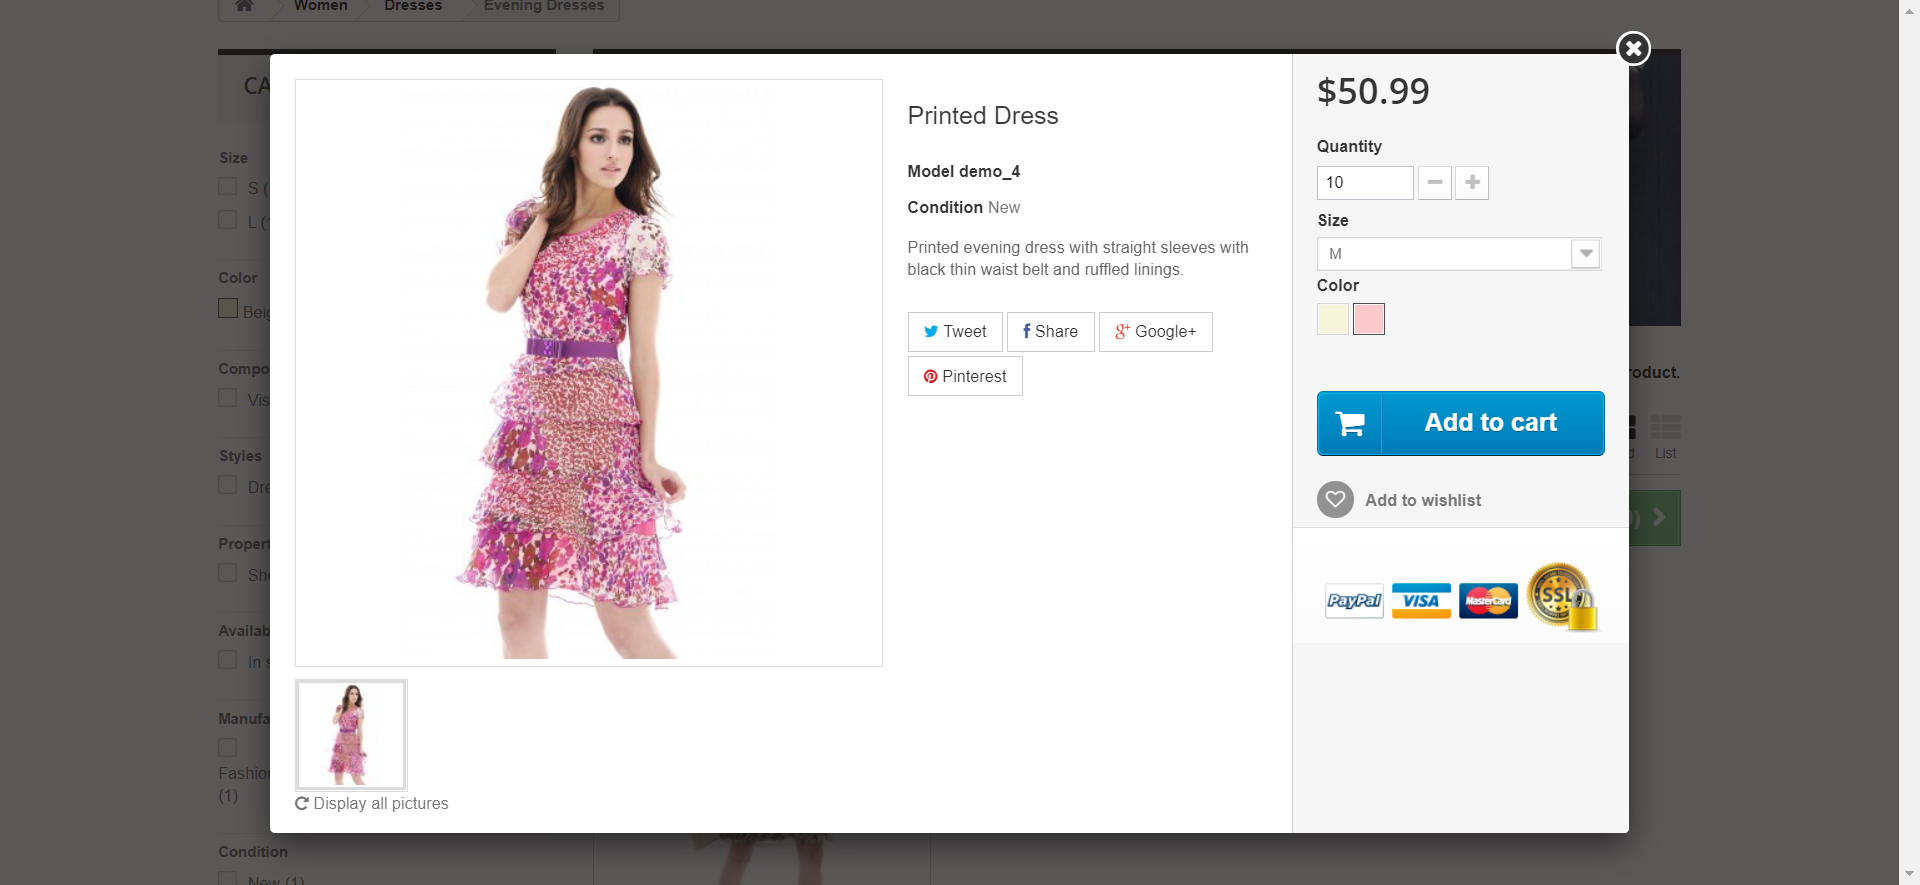 Women
Dresses
Evening Dresses
CA
Size
S (
L (
Color
Beig
Compo
Vis
Styles
Dre
Propert
Sho
Availab
In s
Manufa
Fashion
(1)
Condition
New (1)
Printed Dress
Model demo_4
Condition New
Printed evening dress with straight sleeves with
black thin waist belt and ruffled linings.
Tweet
Share
Google+
Pinterest
Display all pictures
$50.99
Quantity
10
Size
M
Color
Add to cart
Add to wishlist
PayPal
VISA
MasterCard
SSL
roduct.
d
List
)